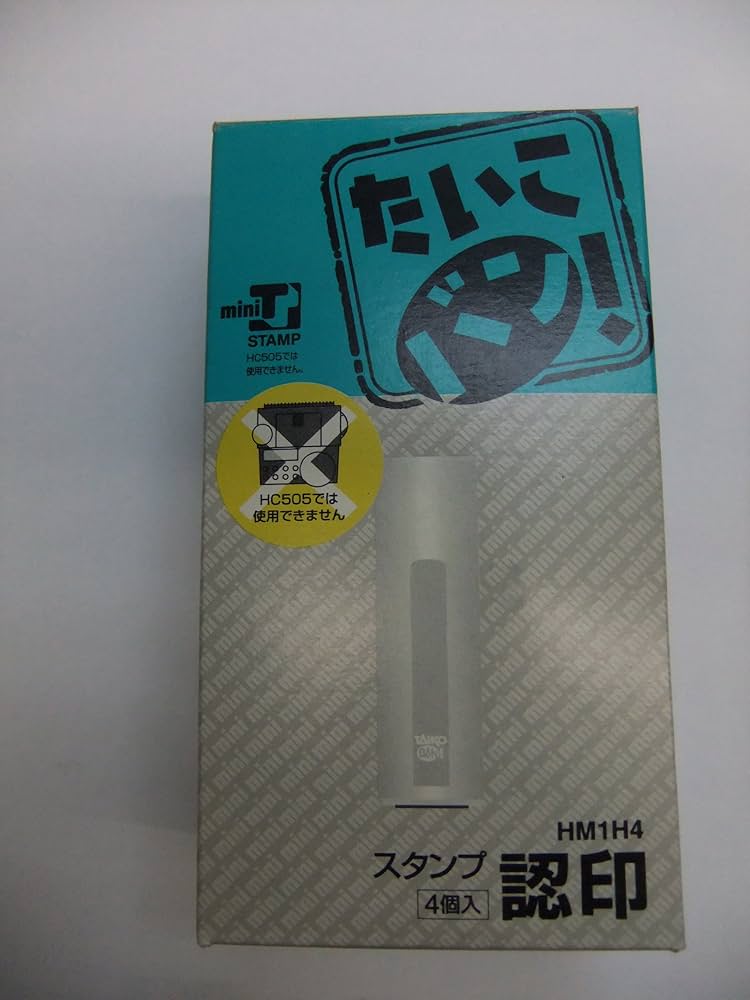 たいこ
バン!
mini T
STAMP
HC505では
使用できません。
HC505では
使用できません
TAIKO
BAN!
HM1H4
スタンプ
4個入
認印